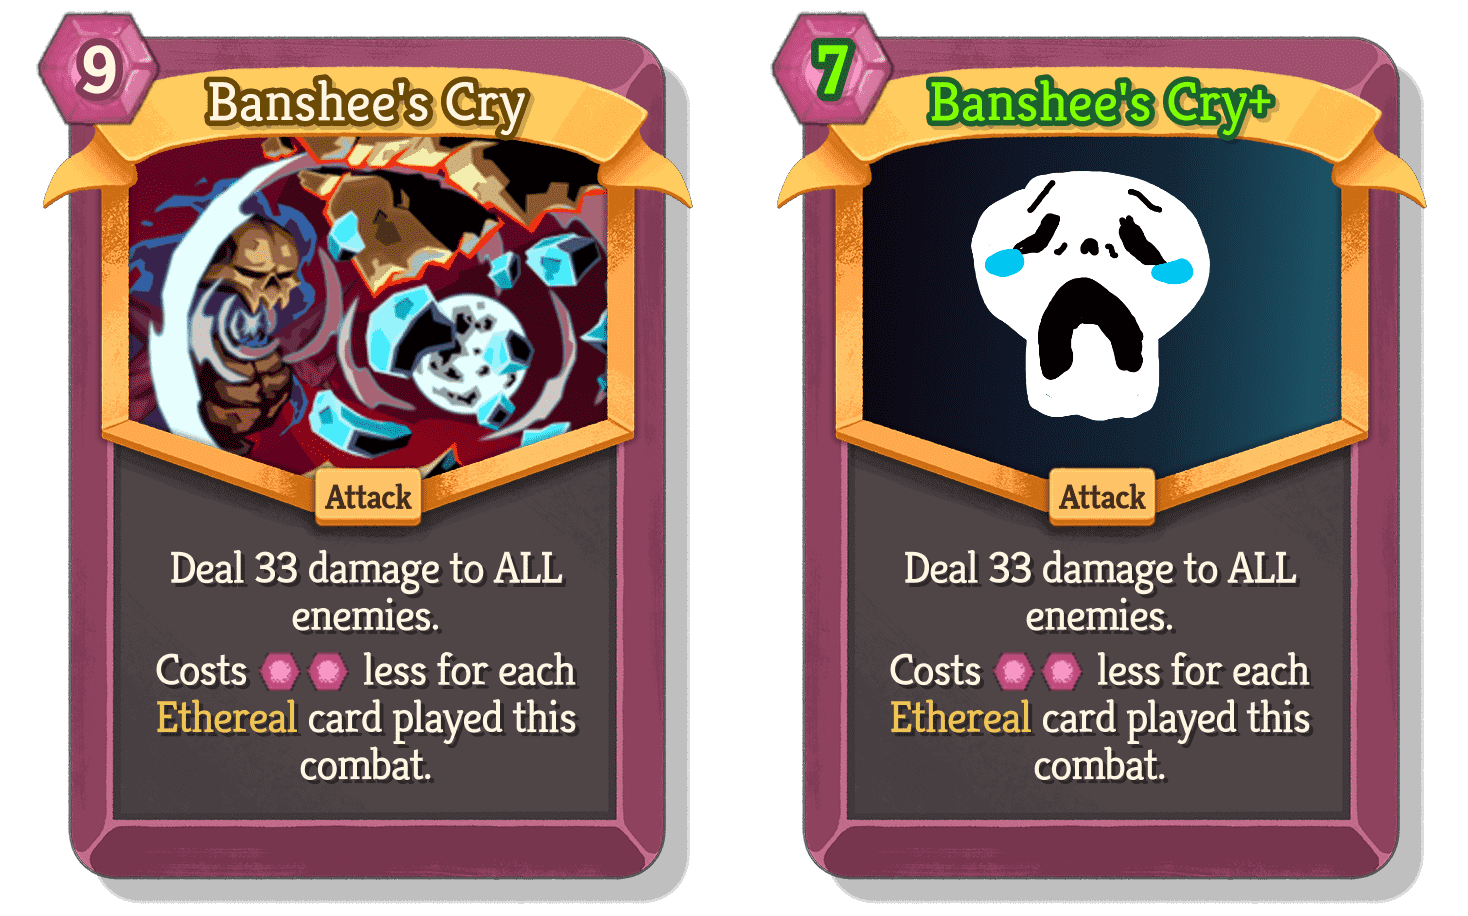 9
Banshee's Cry
Attack
Deal 33 damage to ALL
enemies.
Costs less for each
Ethereal card played this
combat.
7
Banshee's Cry+
Attack
Deal 33 damage to ALL
enemies.
Costs less for each
Ethereal card played this
combat.